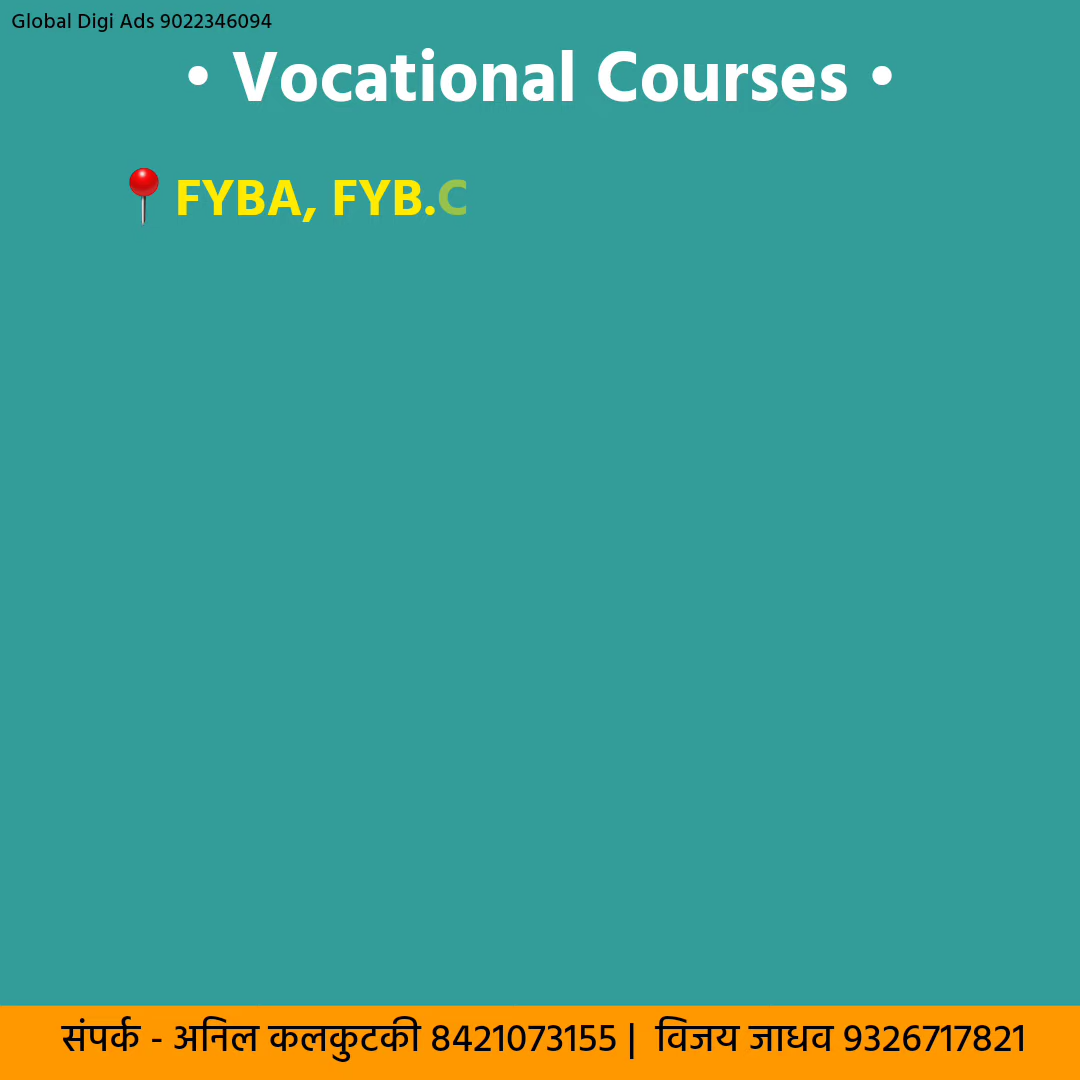 Global Digi Ads 9022346094
• Vocational Courses •
📍FYBA, FYB.C
संपर्क - अनिल कलकुटकी 8421073155 | विजय जाधव 9326717821